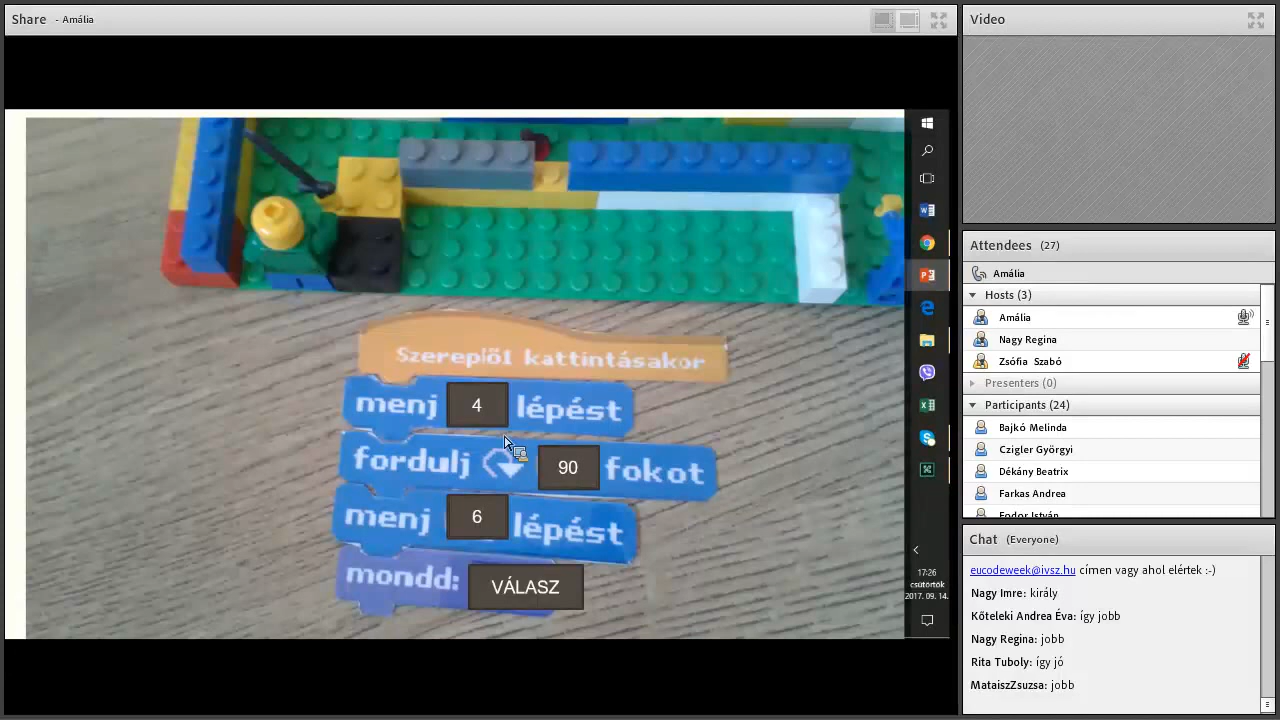 Share - Amália
Szereplő1 kattintásakor
menj 4 lépést
fordulj 90 fokot
menj 6 lépést
mondd: VÁLASZ
17:26
csütörtök
2017. 09. 14.
Video
Attendees (27)
Amália
Hosts (3)
Amália
Nagy Regina
Zsófia Szabó
Presenters (0)
Participants (24)
Bajkó Melinda
Czigler Györgyi
Dékány Beatrix
Farkas Andrea
Fodor István
Chat (Everyone)
eucodeweek@ivsz.hu címen vagy ahol elértek :-)
Nagy Imre: király
Kőteleki Andrea Éva: így jobb
Nagy Regina: jobb
Rita Tuboly: így jó
MataiszZsuzsa: jobb